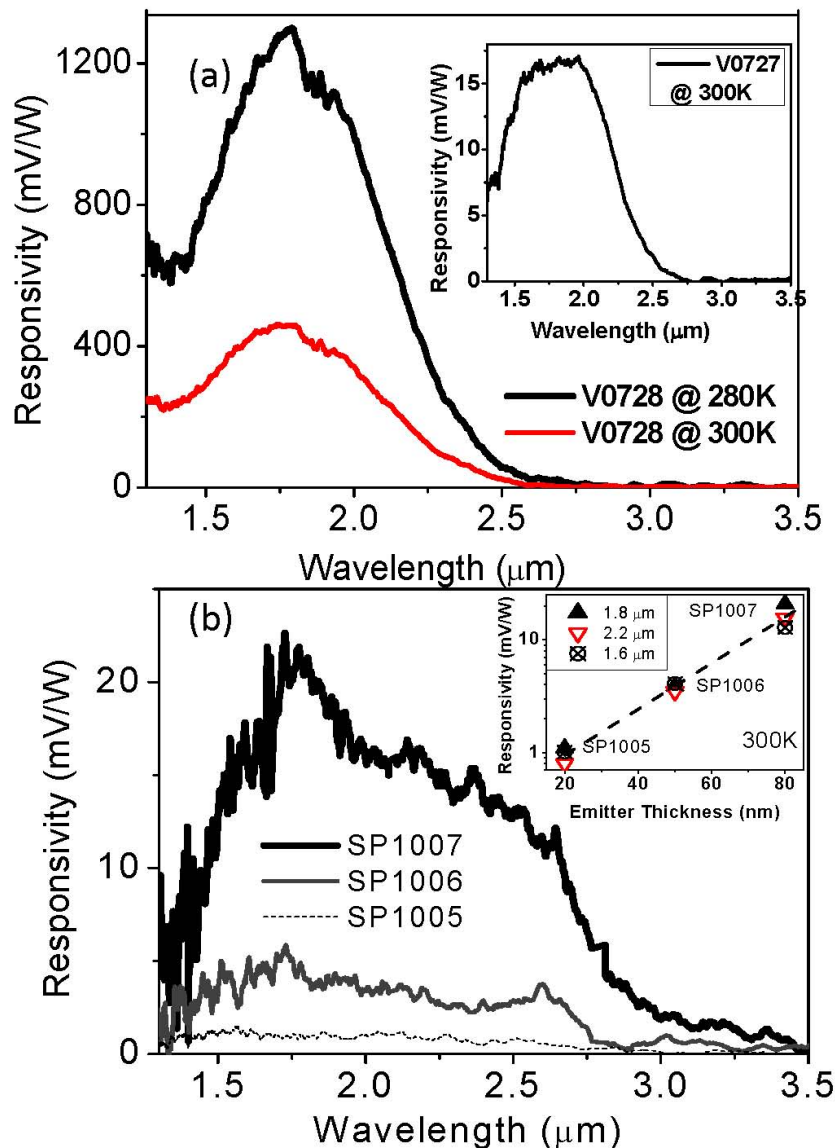 (a)
Responsivity (mV/W)
1200
800
400
0
1.5 2.0 2.5 3.0 3.5
Wavelength (μm)
V0728 @ 280K
V0728 @ 300K
V0727
@ 300K
Responsivity (mV/W)
15
10
5
0
1.5 2.0 2.5 3.0 3.5
Wavelength (μm)
(b)
Responsivity (mV/W)
20
10
0
1.5 2.0 2.5 3.0 3.5
Wavelength (μm)
SP1007
SP1006
SP1005
Responsivity (mV/W)
10
1
1.8 μm
2.2 μm
1.6 μm
SP1007
SP1006
SP1005
300K
20 40 60 80
Emitter Thickness (nm)